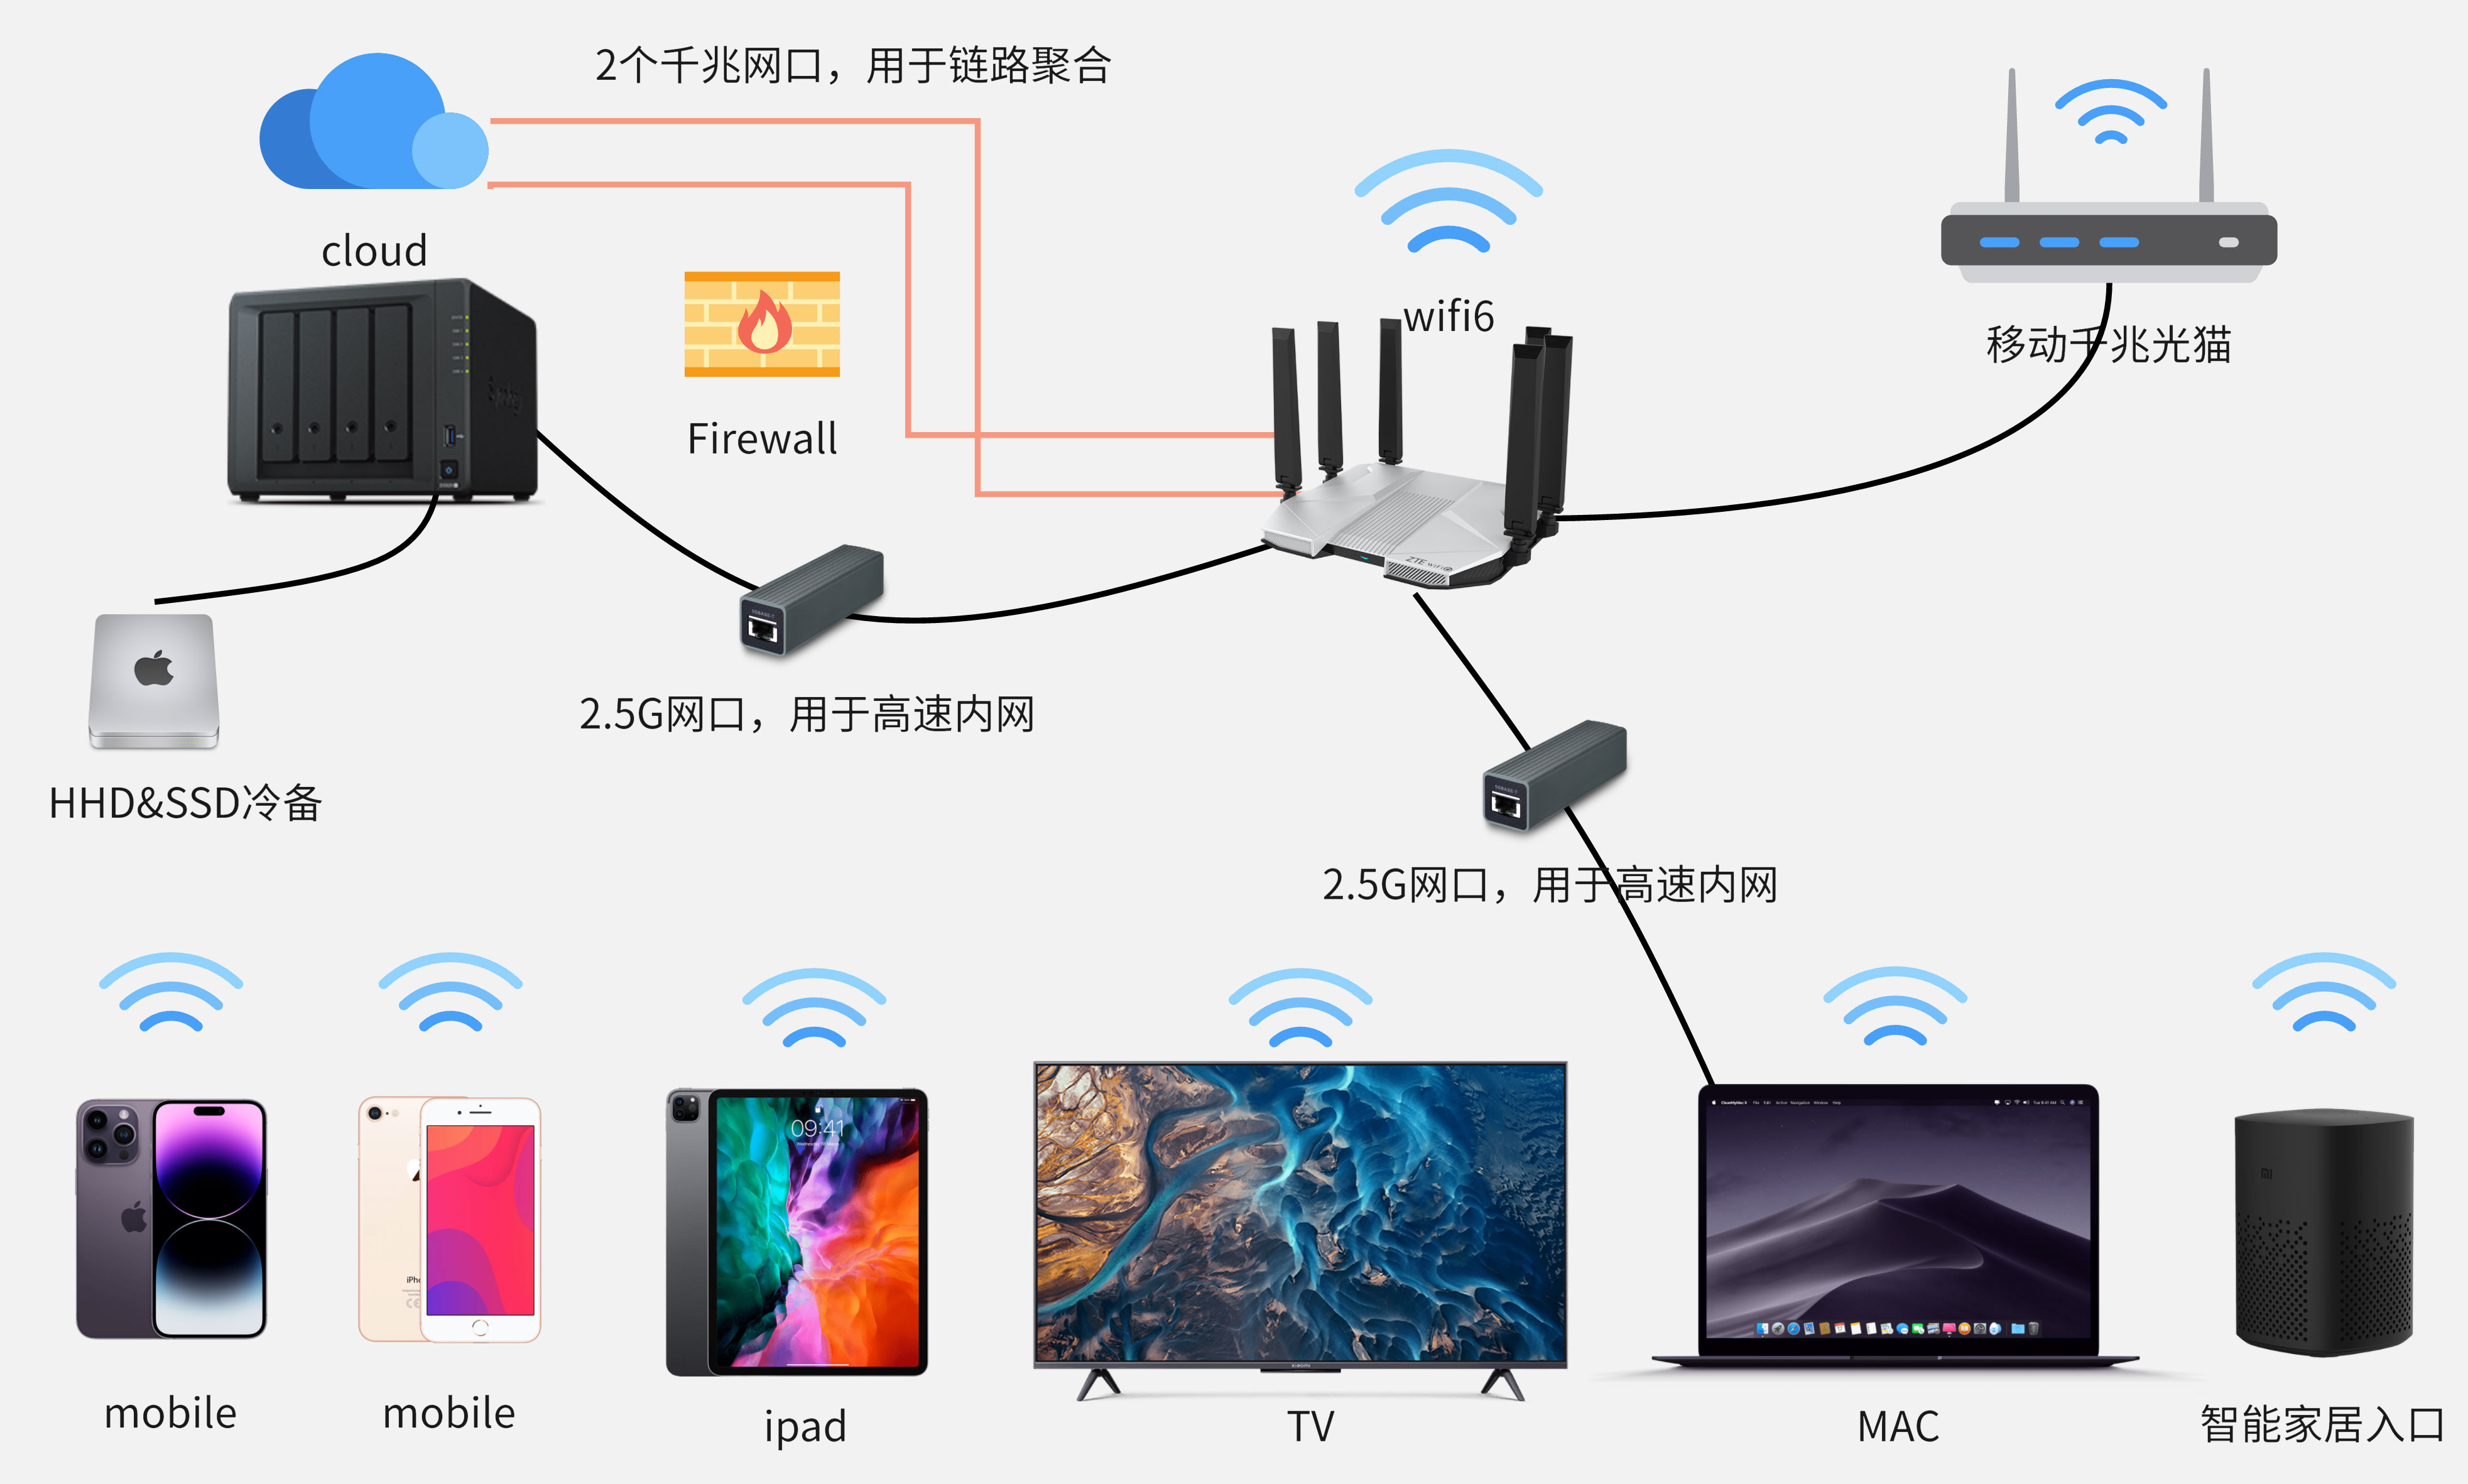 2个千兆网口，用于链路聚合
cloud
wifi6
移动千兆光猫
Firewall
ZTE WiFi
2.5G网口，用于高速内网
HHD&SSD冷备
2.5G网口，用于高速内网
09:41
MI
mobile
mobile
ipad
TV
MAC
智能家居入口